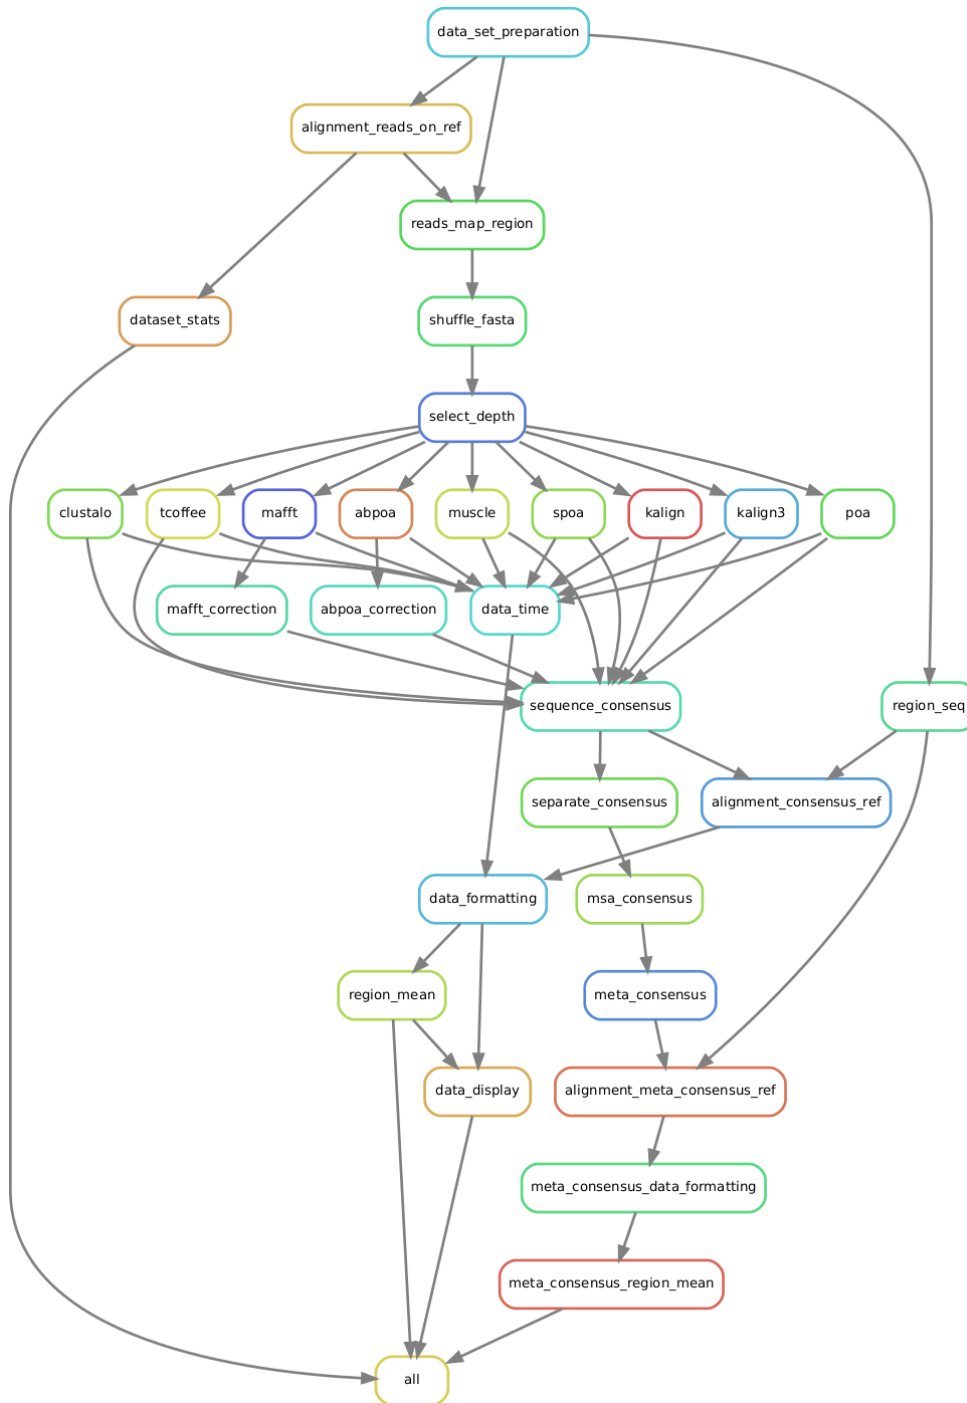 data_set_preparation
alignment_reads_on_ref
reads_map_region
dataset_stats
shuffle_fasta
select_depth
clustalo
tcoffee
mafft
abpoa
muscle
spoa
kalign
kalign3
poa
mafft_correction
abpoa_correction
data_time
sequence_consensus
region_seq
separate_consensus
alignment_consensus_ref
data_formatting
msa_consensus
region_mean
meta_consensus
data_display
alignment_meta_consensus_ref
meta_consensus_data_formatting
meta_consensus_region_mean
all